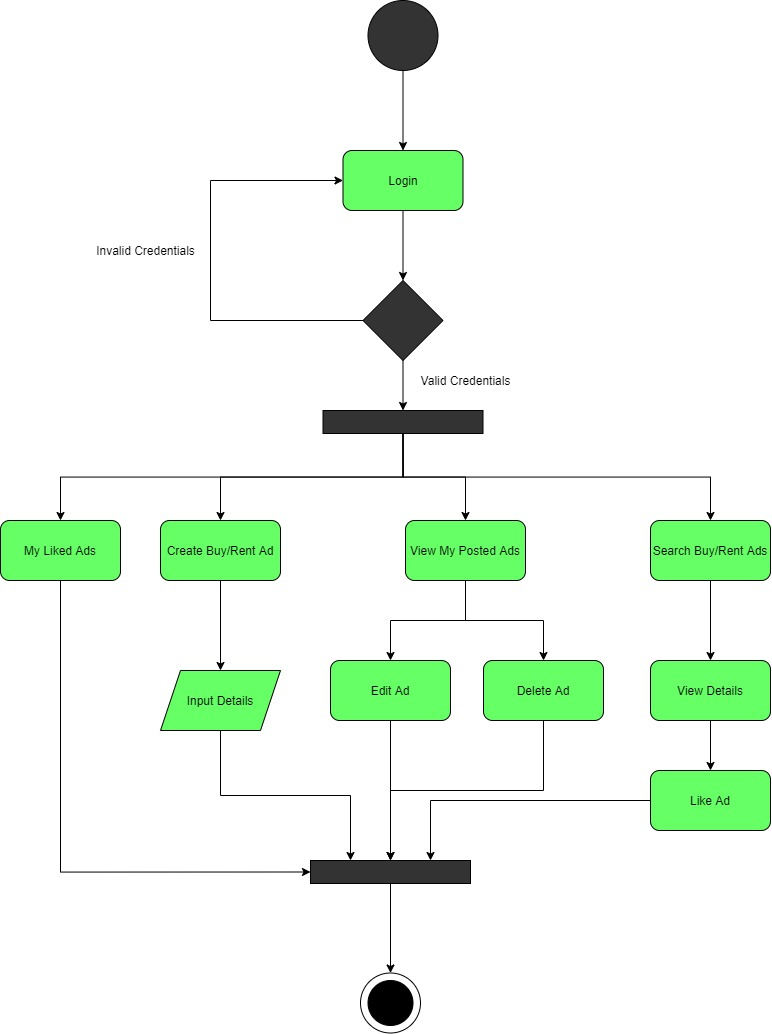 Login
Invalid Credentials
Valid Credentials
My Liked Ads
Create Buy/Rent Ad
View My Posted Ads
Search Buy/Rent Ads
Input Details
Edit Ad
Delete Ad
View Details
Like Ad